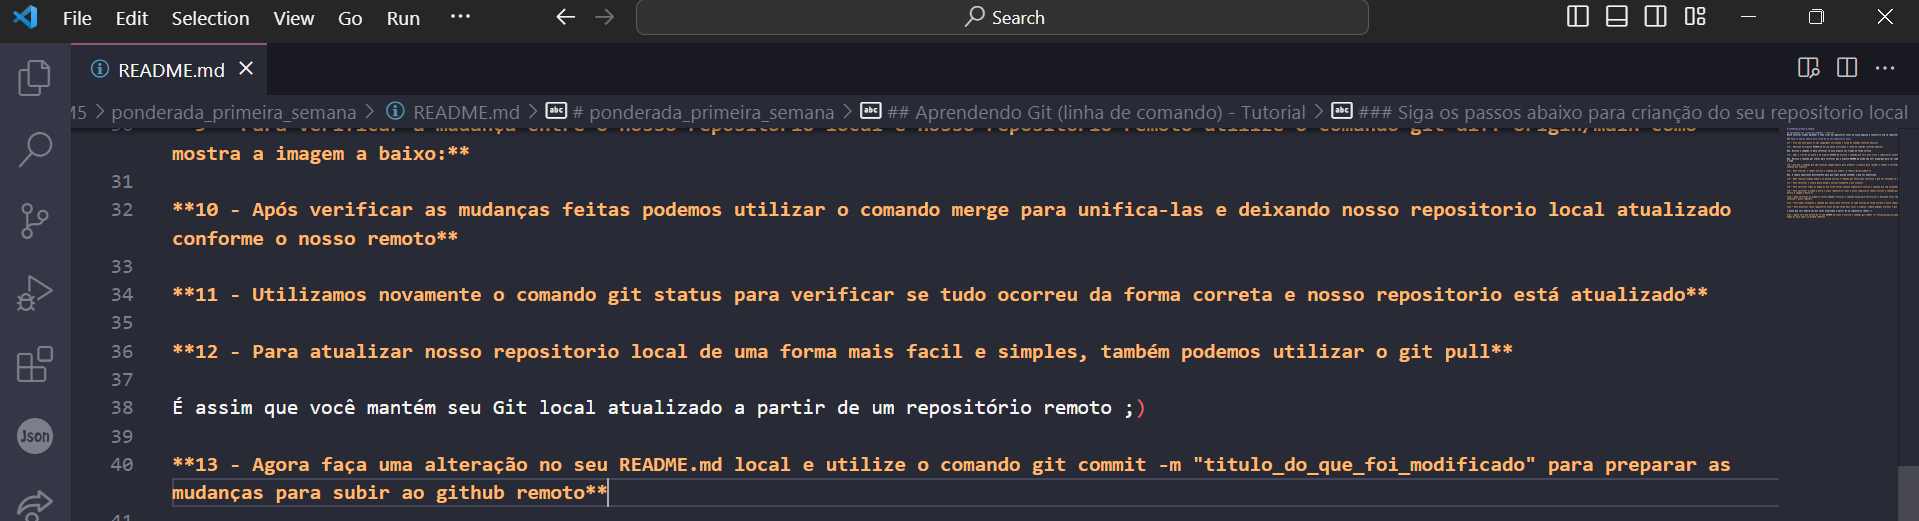 File Edit Selection View Go Run ··· ← → Search
README.md ×
M5 > ponderada_primeira_semana > README.md > # ponderada_primeira_semana > ## Aprendendo Git (linha de comando) - Tutorial > ### Siga os passos abaixo para criançāo do seu repositorio local
mostra a imagem a baixo:**
31
32 **10 - Após verificar as mudanças feitas podemos utilizar o comando merge para unifica-las e deixando nosso repositorio local atualizado
conforme o nosso remoto**
33
34 **11 - Utilizamos novamente o comando git status para verificar se tudo ocorreu da forma correta e nosso repositorio está atualizado**
35
36 **12 - Para atualizar nosso repositorio local de uma forma mais facil e simples, também podemos utilizar o git pull**
37
38 É assim que você mantém seu Git local atualizado a partir de um repositório remoto ;)
39
Json
40 **13 - Agora faça uma alteração no seu README.md local e utilize o comando git commit -m "titulo_do_que_foi_modificado" para preparar as
mudanças para subir ao github remoto**